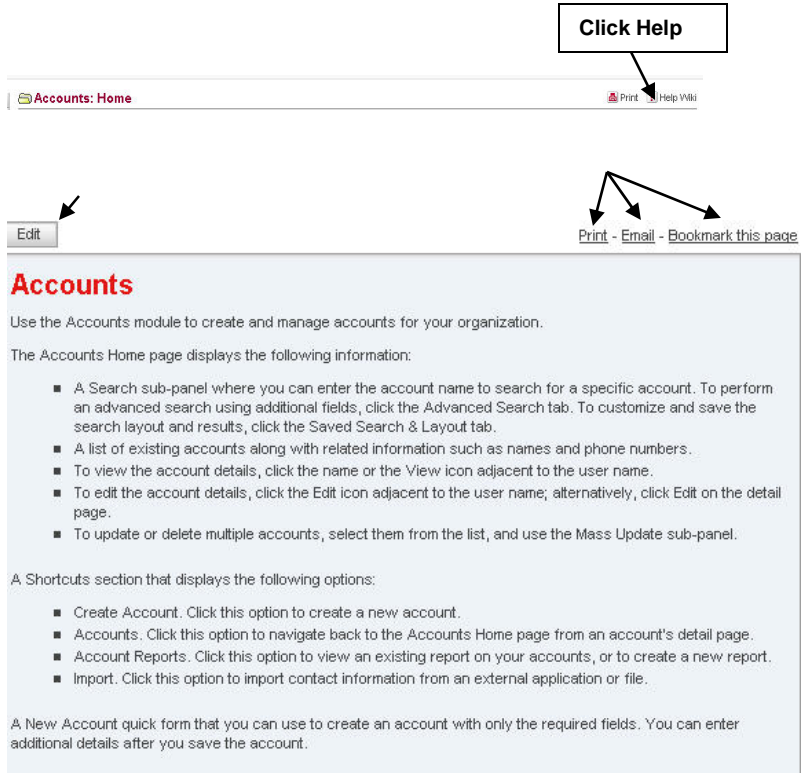 Click Help
Accounts: Home
Print Help Wiki
Edit
Print - Email - Bookmark this page
Accounts
Use the Accounts module to create and manage accounts for your organization.
The Accounts Home page displays the following information:
■ A Search sub-panel where you can enter the account name to search for a specific account. To perform
an advanced search using additional fields, click the Advanced Search tab. To customize and save the
search layout and results, click the Saved Search & Layout tab.
■ A list of existing accounts along with related information such as names and phone numbers.
■ To view the account details, click the name or the View icon adjacent to the user name.
■ To edit the account details, click the Edit icon adjacent to the user name; alternatively, click Edit on the detail
page.
■ To update or delete multiple accounts, select them from the list, and use the Mass Update sub-panel.
A Shortcuts section that displays the following options:
■ Create Account. Click this option to create a new account.
■ Accounts. Click this option to navigate back to the Accounts Home page from an account's detail page.
■ Account Reports. Click this option to view an existing report on your accounts, or to create a new report.
■ Import. Click this option to import contact information from an external application or file.
A New Account quick form that you can use to create an account with only the required fields. You can enter
additional details after you save the account.